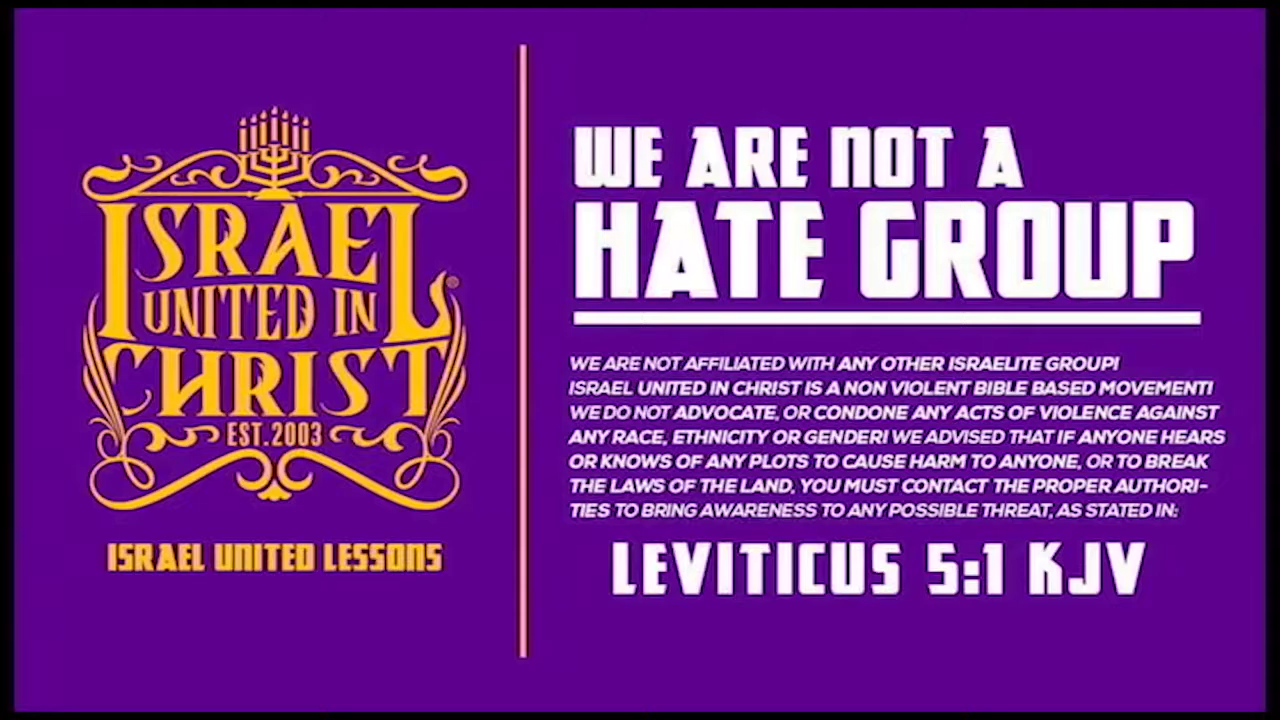 ISRAEL
UNITED IN
CHRIST®
EST.2003
ISRAEL UNITED LESSONS
WE ARE NOT A
HATE GROUP
WE ARE NOT AFFILIATED WITH ANY OTHER ISRAELITE GROUP!
ISRAEL UNITED IN CHRIST IS A NON VIOLENT BIBLE BASED MOVEMENT!
WE DO NOT ADVOCATE, OR CONDONE ANY ACTS OF VIOLENCE AGAINST
ANY RACE, ETHNICITY OR GENDER! WE ADVISED THAT IF ANYONE HEARS
OR KNOWS OF ANY PLOTS TO CAUSE HARM TO ANYONE, OR TO BREAK
THE LAWS OF THE LAND, YOU MUST CONTACT THE PROPER AUTHORI-
TIES TO BRING AWARENESS TO ANY POSSIBLE THREAT, AS STATED IN:
LEVITICUS 5:1 KJV